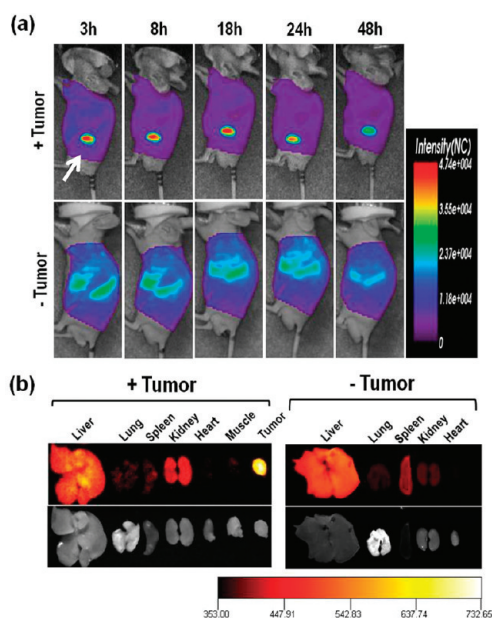 (a)
3h 8h 18h 24h 48h
+ Tumor
- Tumor
Intensity(NC)
4.74e+004
3.55e+004
2.37e+004
1.18e+004
0
(b)
+ Tumor - Tumor
Liver Lung Spleen Kidney Heart Muscle Tumor Liver Lung Spleen Kidney Heart
353.00 447.91 542.83 637.74 732.65